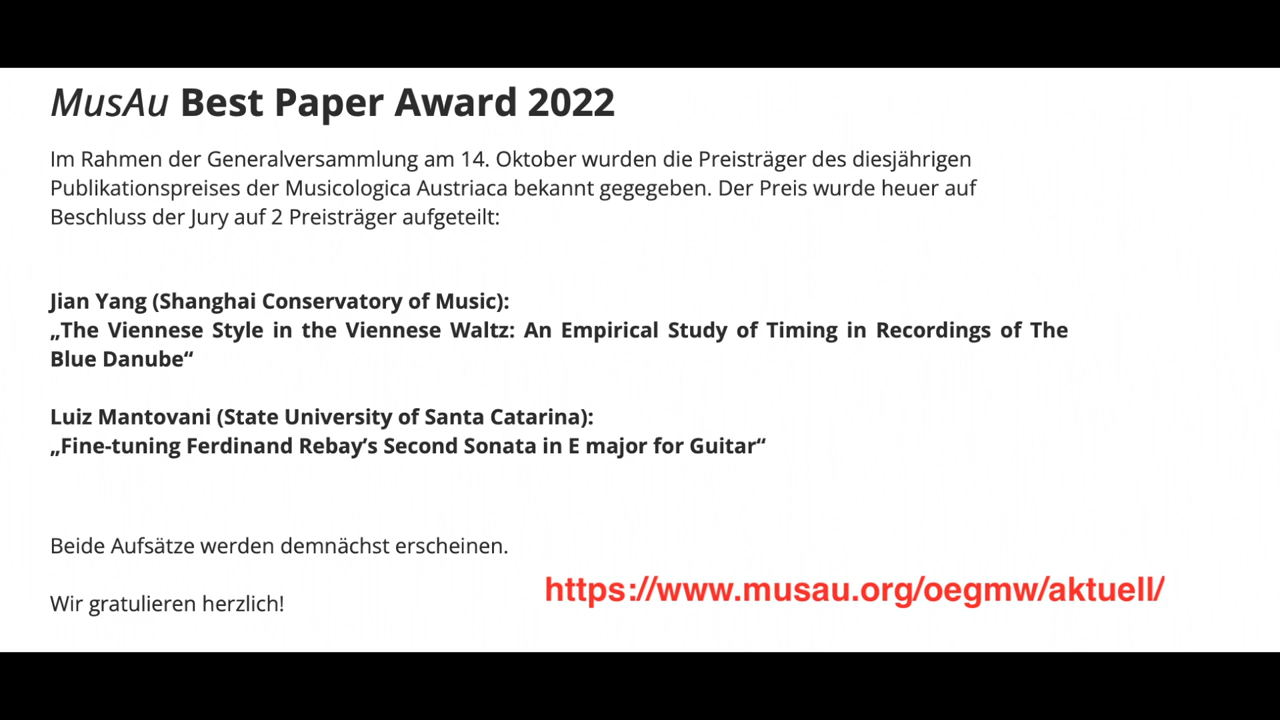 MusAu Best Paper Award 2022
Im Rahmen der Generalversammlung am 14. Oktober wurden die Preisträger des diesjährigen
Publikationspreises der Musicologica Austriaca bekannt gegegeben. Der Preis wurde heuer auf
Beschluss der Jury auf 2 Preisträger aufgeteilt:
Jian Yang (Shanghai Conservatory of Music):
„The Viennese Style in the Viennese Waltz: An Empirical Study of Timing in Recordings of The
Blue Danube“
Luiz Mantovani (State University of Santa Catarina):
„Fine-tuning Ferdinand Rebay’s Second Sonata in E major for Guitar“
Beide Aufsätze werden demnächst erscheinen.
https://www.musau.org/oegmw/aktuell/
Wir gratulieren herzlich!